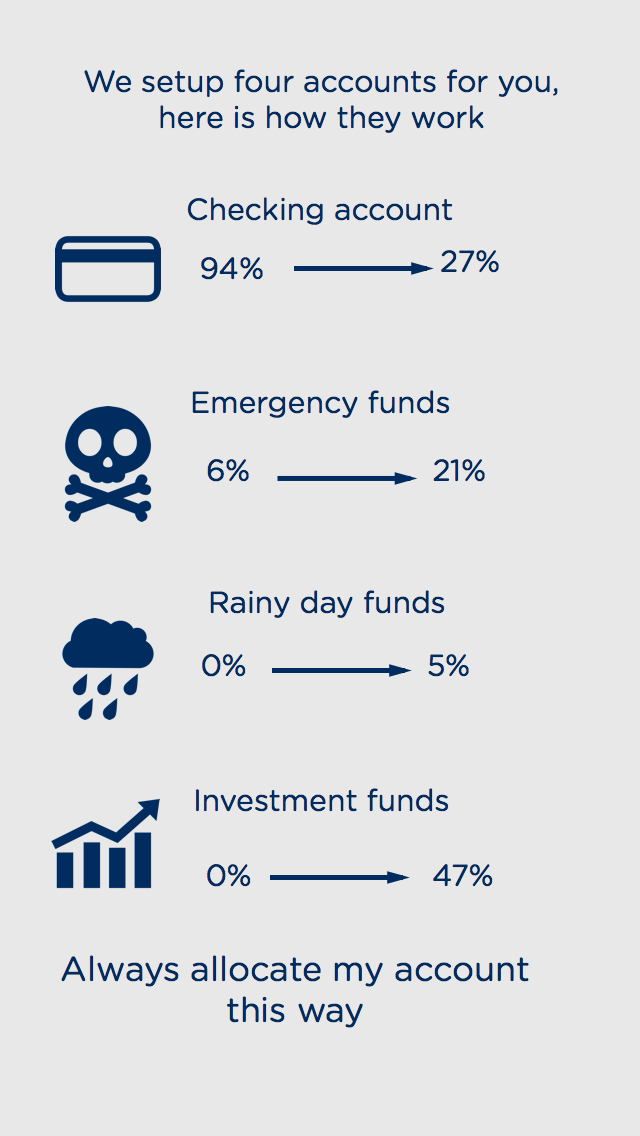 We setup four accounts for you,
here is how they work
Checking account
94% 27%
Emergency funds
6% 21%
Rainy day funds
0% 5%
Investment funds
0% 47%
Always allocate my account
this way